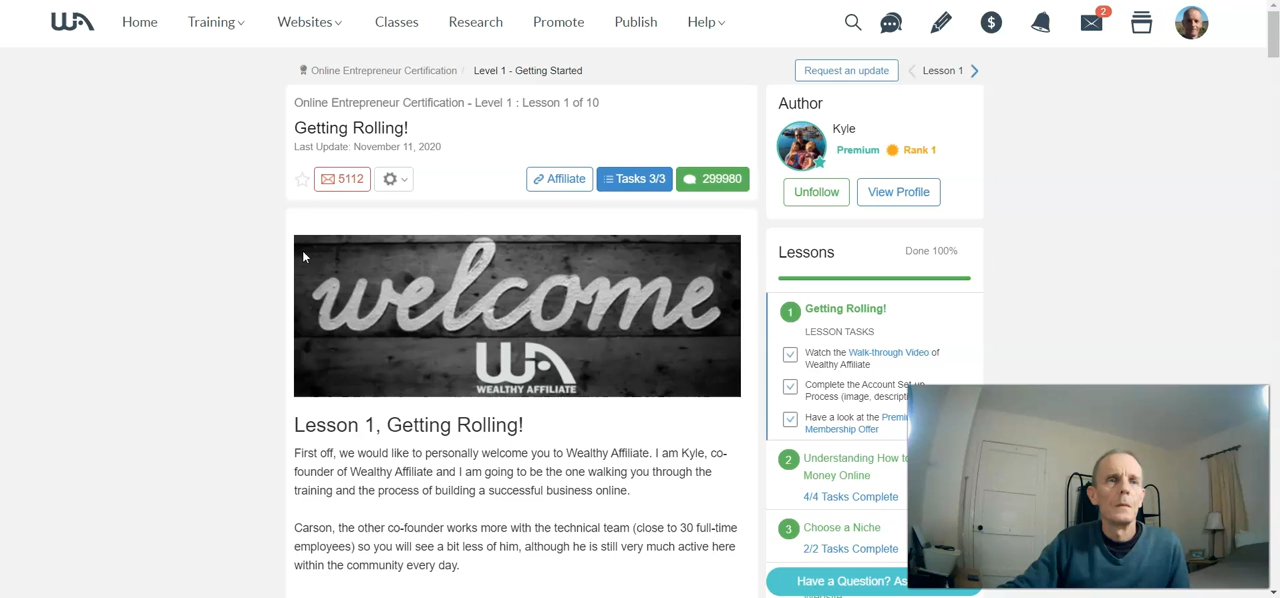 WA Home Training Websites Classes Research Promote Publish Help 2
Online Entrepreneur Certification / Level 1 - Getting Started Request an update Lesson 1
Online Entrepreneur Certification - Level 1 : Lesson 1 of 10
Getting Rolling!
Last Update: November 11, 2020
5112 Affiliate Tasks 3/3 299980
welcome
WA
WEALTHY AFFILIATE
Lesson 1, Getting Rolling!
First off, we would like to personally welcome you to Wealthy Affiliate. I am Kyle, co-
founder of Wealthy Affiliate and I am going to be the one walking you through the
training and the process of building a successful business online.
Carson, the other co-founder works more with the technical team (close to 30 full-time
employees) so you will see a bit less of him, although he is still very much active here
within the community every day.
Author
Kyle
Premium Rank 1
Unfollow View Profile
Lessons Done 100%
1 Getting Rolling!
LESSON TASKS
Watch the Walk-through Video of
Wealthy Affiliate
Complete the Account Set up
Process (image, descript
Have a look at the Premi
Membership Offer
2 Understanding How to
Money Online
4/4 Tasks Complete
3 Choose a Niche
2/2 Tasks Complete
Have a Question? As